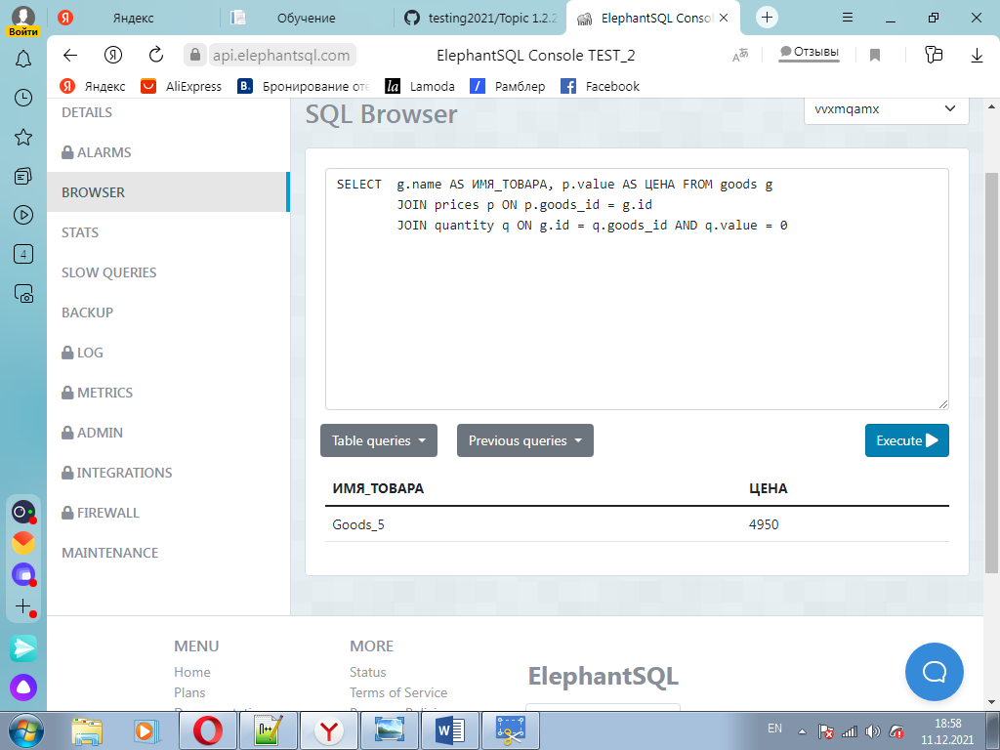 Войти
Яндекс
Обучение
testing2021/Topic 1.2.2
ElephantSQL Consol
api.elephantsql.com
ElephantSQL Console TEST_2
Отзывы
Яндекс
AliExpress
B.
Бронирование оте
la
Lamoda
Рамблер
Facebook
4
DETAILS
ALARMS
BROWSER
STATS
SLOW QUERIES
BACKUP
LOG
METRICS
ADMIN
INTEGRATIONS
FIREWALL
MAINTENANCE
SQL Browser
vvxmqamx
SELECT  g.name AS ИМЯ_ТОВАРА, p.value AS ЦЕНА FROM goods g
JOIN prices p ON p.goods_id = g.id
JOIN quantity q ON g.id = q.goods_id AND q.value = 0
Table queries
Previous queries
Execute
ИМЯ_ТОВАРА ЦЕНА
Goods_5 4950
MENU
Home
Plans
MORE
Status
Terms of Service
ElephantSQL
EN
18:58
11.12.2021